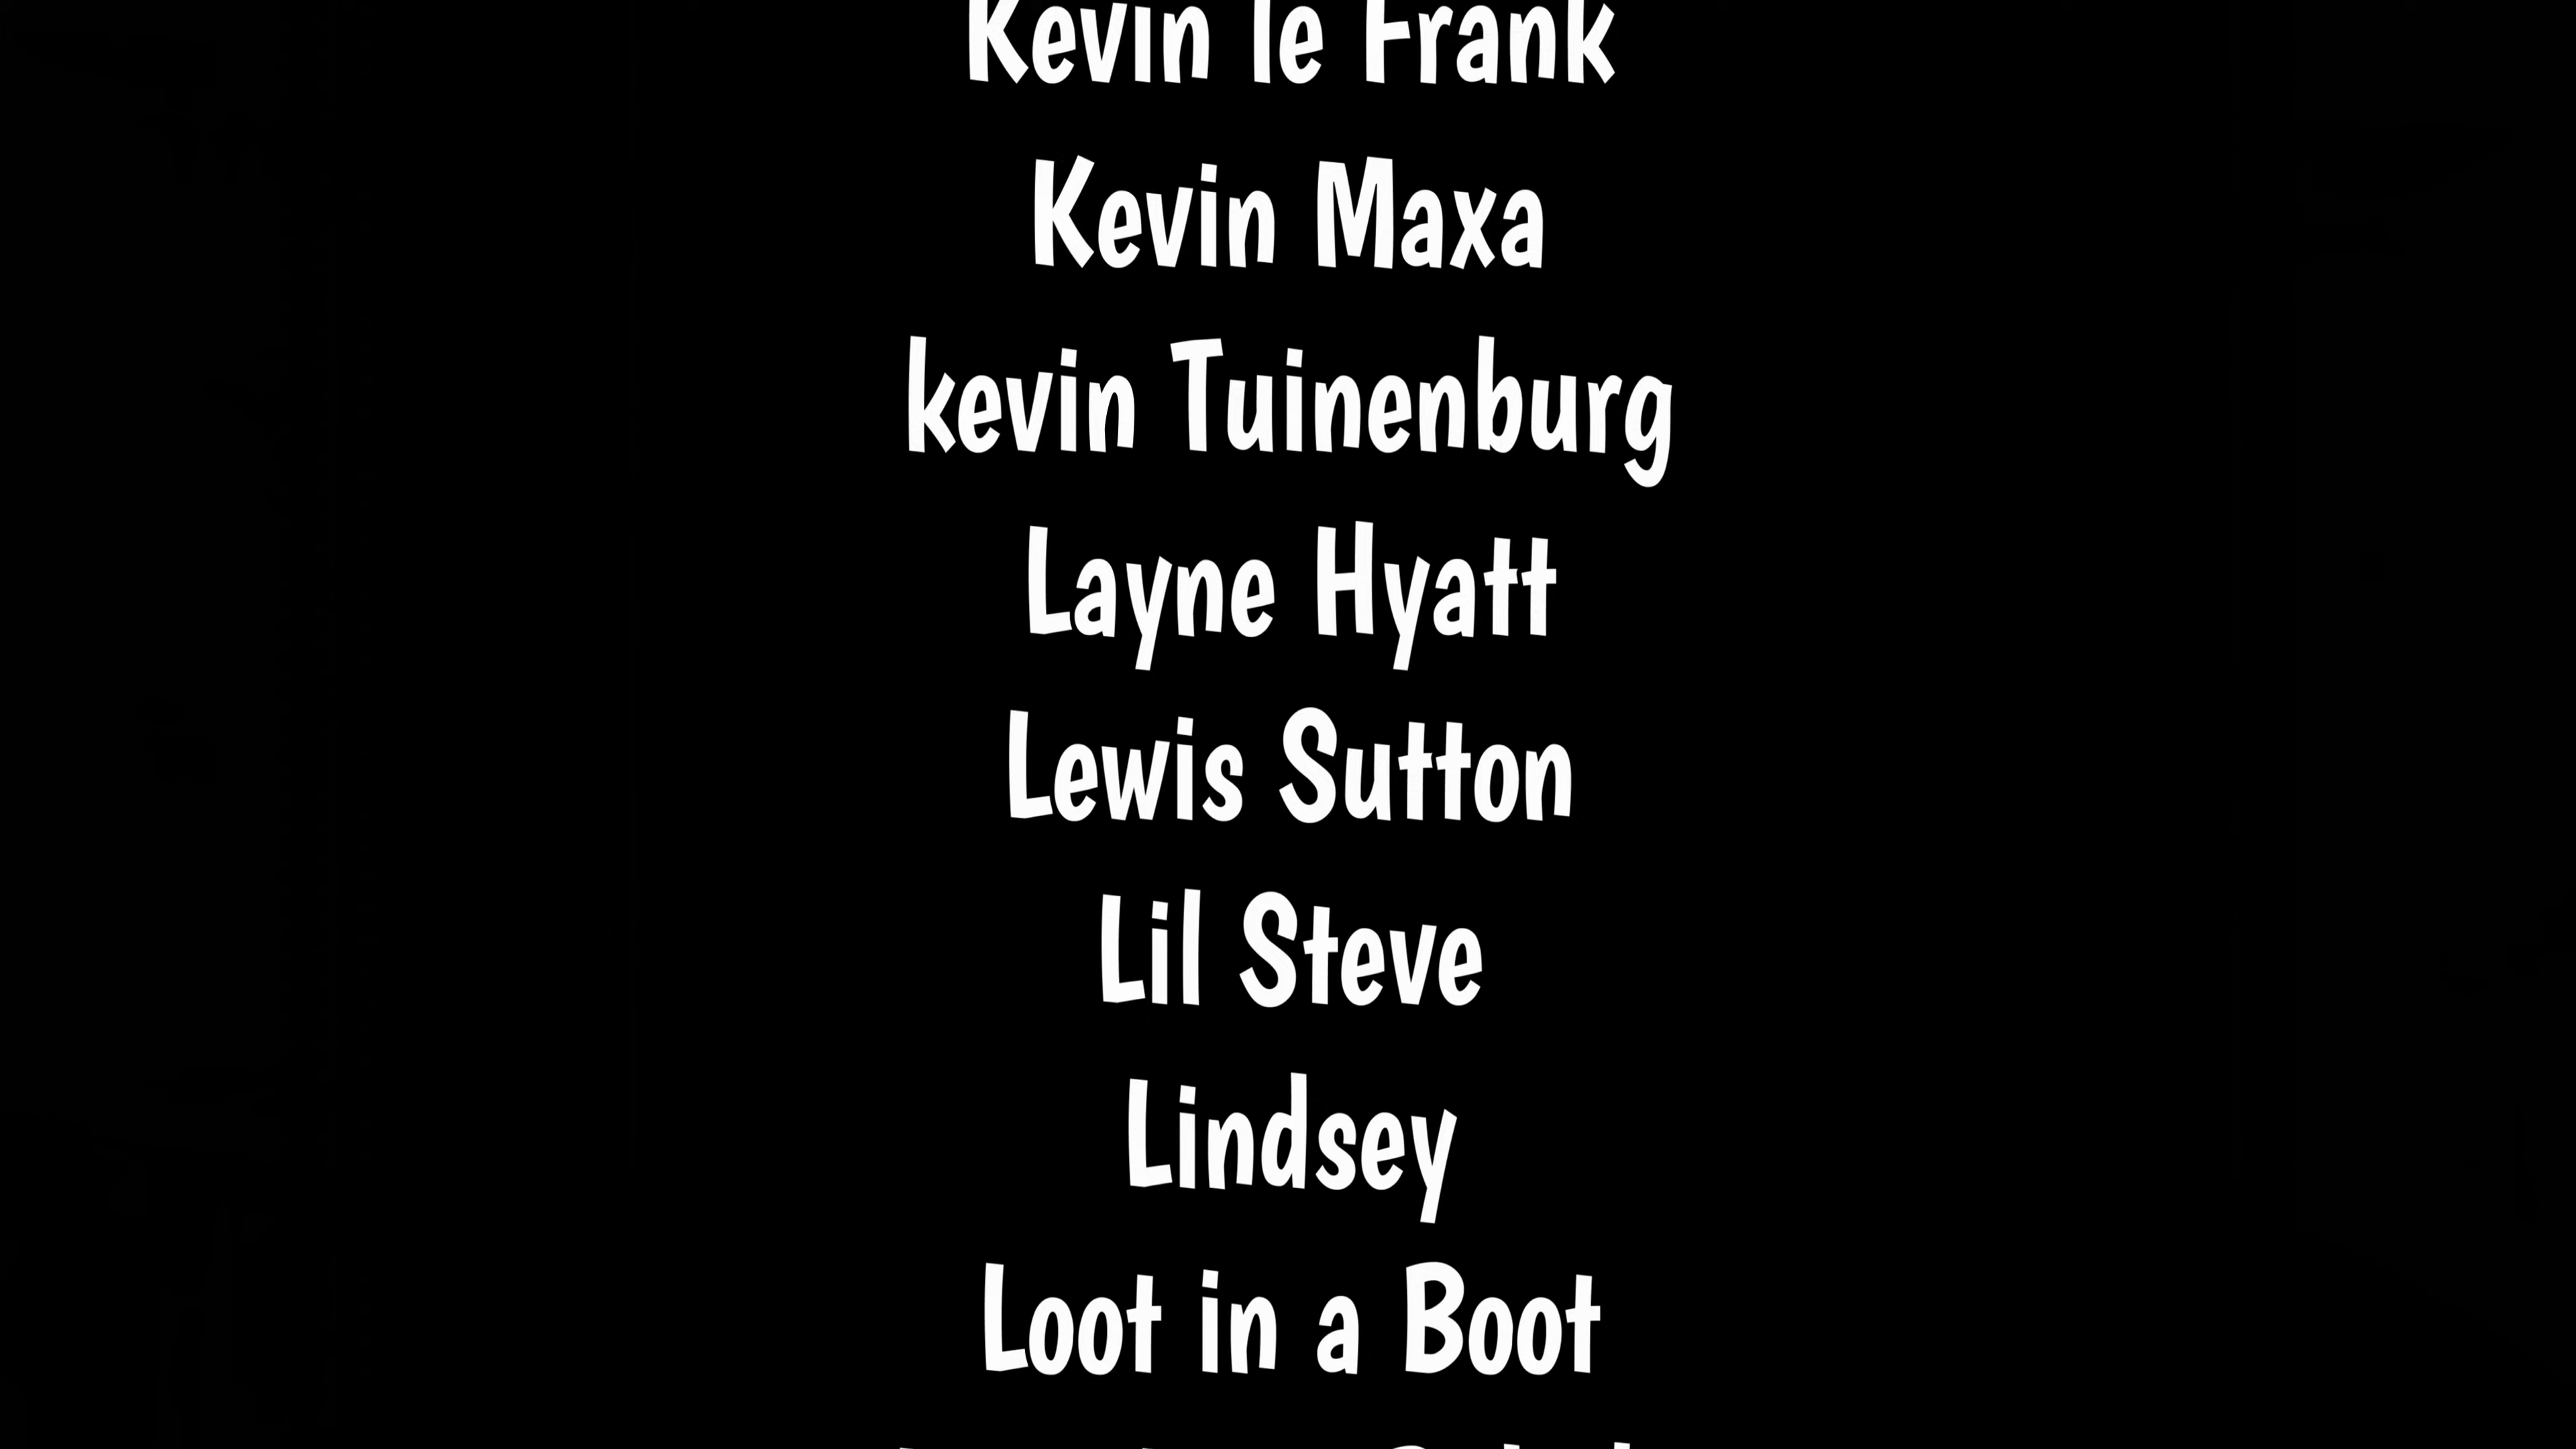 Kevin le Frank
Kevin Maxa
kevin Tuinenburg
Layne Hyatt
Lewis Sutton
Lil Steve
Lindsey
Loot in a Boot